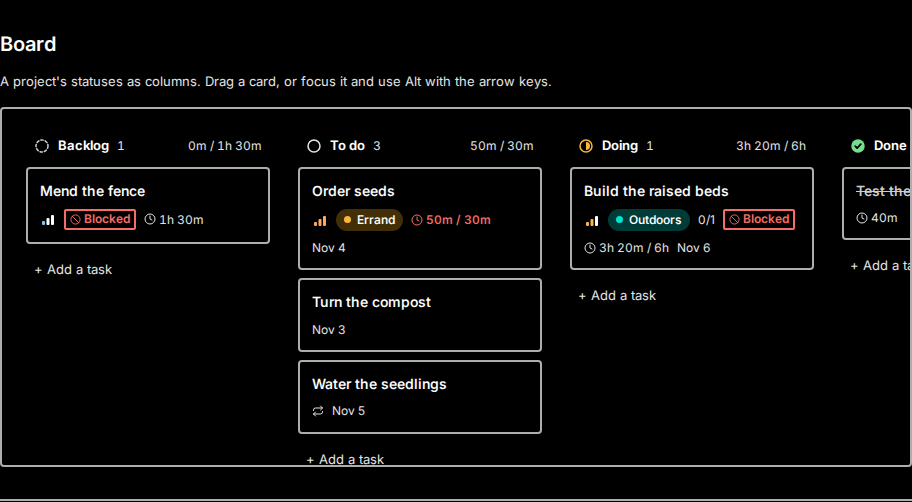 Board
A project's statuses as columns. Drag a card, or focus it and use Alt with the arrow keys.
Backlog 1 0m / 1h 30m
Mend the fence
Blocked 1h 30m
+ Add a task
To do 3 50m / 30m
Order seeds
Errand 50m / 30m
Nov 4
Turn the compost
Nov 3
Water the seedlings
Nov 5
+ Add a task
Doing 1 3h 20m / 6h
Build the raised beds
Outdoors 0/1 Blocked
3h 20m / 6h Nov 6
+ Add a task
Done
Test the
40m
+ Add a